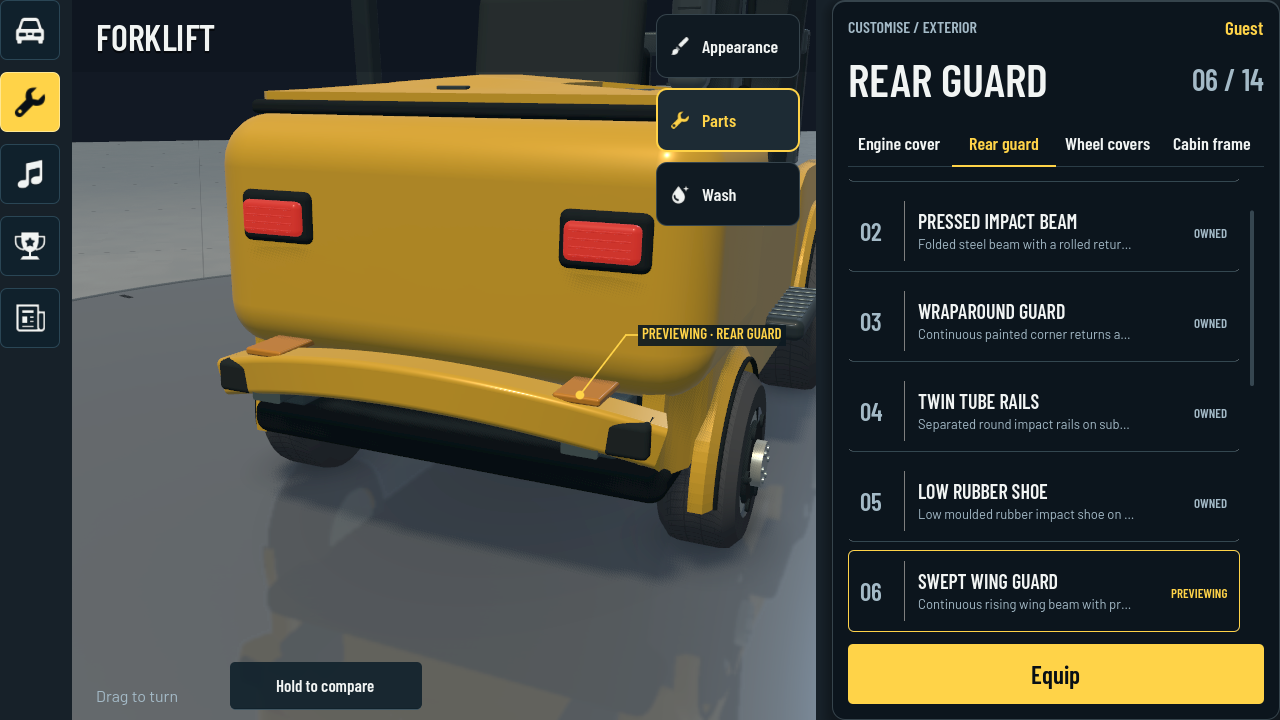 FORKLIFT
Appearance
Parts
Wash
PREVIEWING · REAR GUARD
Drag to turn
Hold to compare
CUSTOMISE / EXTERIOR
Guest
REAR GUARD
06 / 14
Engine cover
Rear guard
Wheel covers
Cabin frame
02
PRESSED IMPACT BEAM
Folded steel beam with a rolled retur...
OWNED
03
WRAPAROUND GUARD
Continuous painted corner returns a...
OWNED
04
TWIN TUBE RAILS
Separated round impact rails on sub...
OWNED
05
LOW RUBBER SHOE
Low moulded rubber impact shoe on ...
OWNED
06
SWEPT WING GUARD
Continuous rising wing beam with pr...
PREVIEWING
Equip